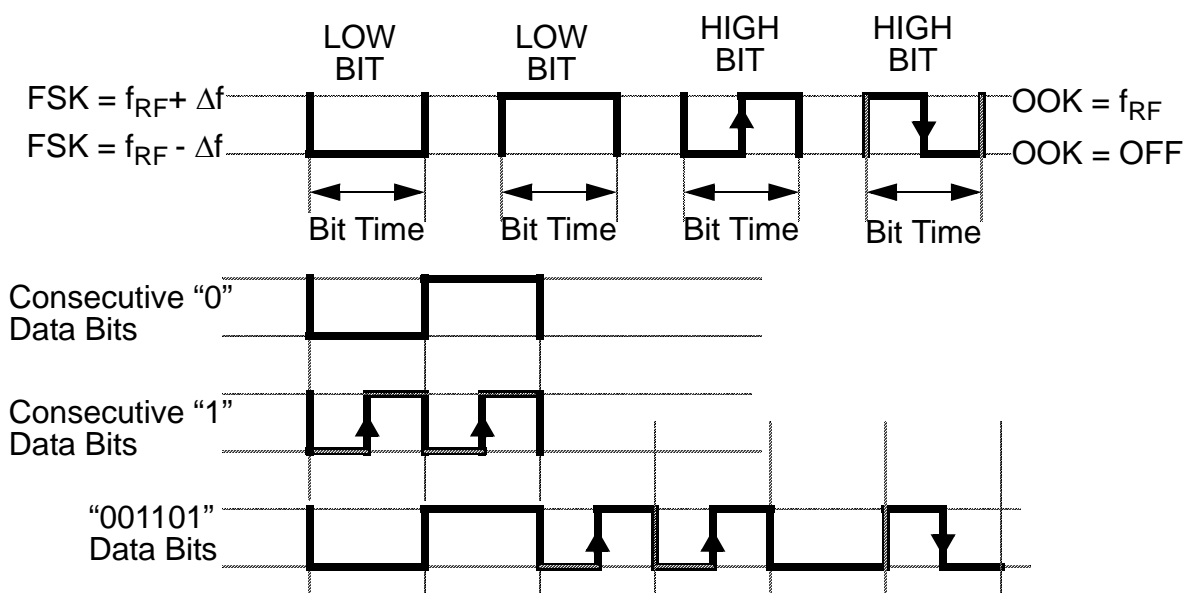 LOW
BIT
LOW
BIT
HIGH
BIT
HIGH
BIT
FSK = fRF+ Δf
FSK = fRF - Δf
OOK = fRF
OOK = OFF
Bit Time
Bit Time
Bit Time
Bit Time
Consecutive “0”
Data Bits
Consecutive “1”
Data Bits
“001101”
Data Bits